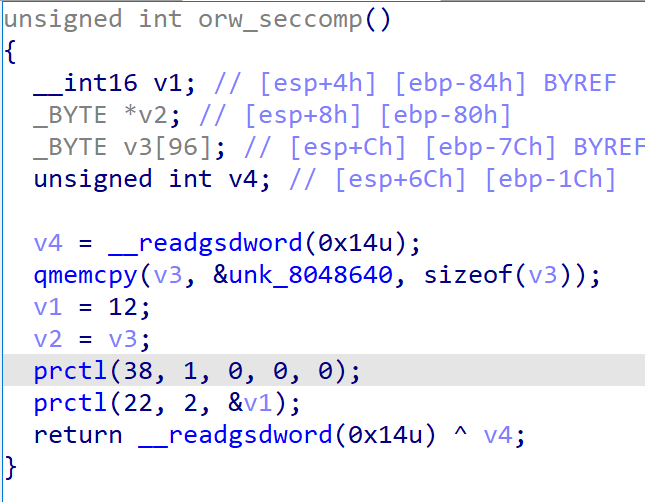 unsigned int orw_seccomp()
{
  __int16 v1; // [esp+4h] [ebp-84h] BYREF
  _BYTE *v2; // [esp+8h] [ebp-80h]
  _BYTE v3[96]; // [esp+Ch] [ebp-7Ch] BYREF
  unsigned int v4; // [esp+6Ch] [ebp-1Ch]

  v4 = __readgsdword(0x14u);
  qmemcpy(v3, &unk_8048640, sizeof(v3));
  v1 = 12;
  v2 = v3;
  prctl(38, 1, 0, 0, 0);
  prctl(22, 2, &v1);
  return __readgsdword(0x14u) ^ v4;
}